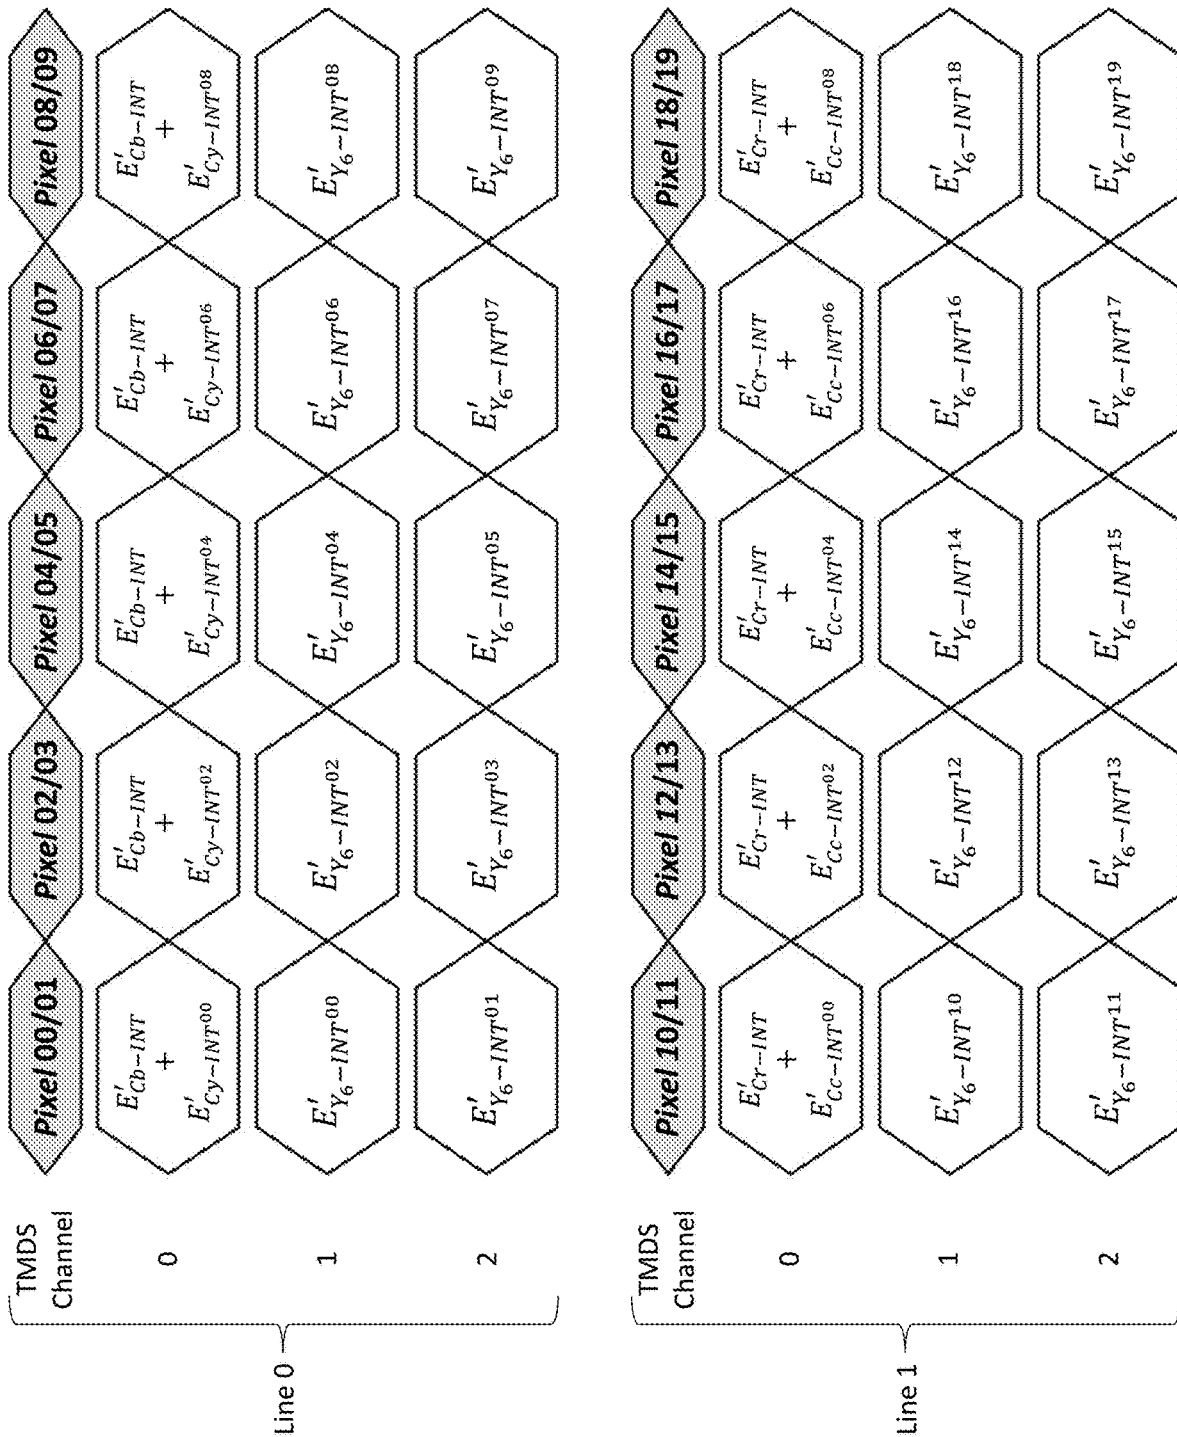 Line 0
TMDS Channel
Pixel 00/01 Pixel 02/03 Pixel 04/05 Pixel 06/07 Pixel 08/09
0
E'Cb-INT + E'Cy-INT00
E'Cb-INT + E'Cy-INT02
E'Cb-INT + E'Cy-INT04
E'Cb-INT + E'Cy-INT06
E'Cb-INT + E'Cy-INT08
1
E'Y6-INT00
E'Y6-INT02
E'Y6-INT04
E'Y6-INT06
E'Y6-INT08
2
E'Y6-INT01
E'Y6-INT03
E'Y6-INT05
E'Y6-INT07
E'Y6-INT09
Line 1
TMDS Channel
Pixel 10/11 Pixel 12/13 Pixel 14/15 Pixel 16/17 Pixel 18/19
0
E'Cr-INT + E'Cc-INT00
E'Cr-INT + E'Cc-INT02
E'Cr-INT + E'Cc-INT04
E'Cr-INT + E'Cc-INT06
E'Cr-INT + E'Cc-INT08
1
E'Y6-INT10
E'Y6-INT12
E'Y6-INT14
E'Y6-INT16
E'Y6-INT18
2
E'Y6-INT11
E'Y6-INT13
E'Y6-INT15
E'Y6-INT17
E'Y6-INT19